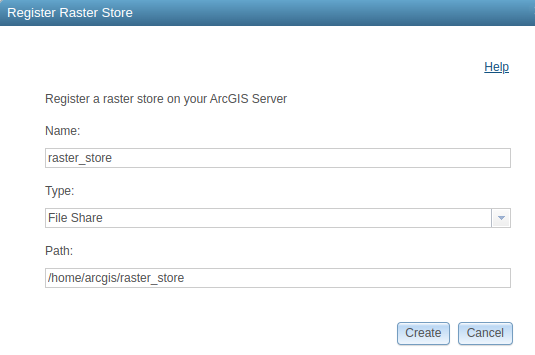 Register Raster Store
Help
Register a raster store on your ArcGIS Server
Name:
raster_store
Type:
File Share
Path:
/home/arcgis/raster_store
Create Cancel